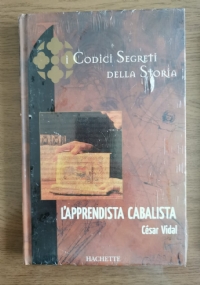 I Codici Segreti
della Storia
L'APPRENDISTA CABALISTA
César Vidal
HACHETTE